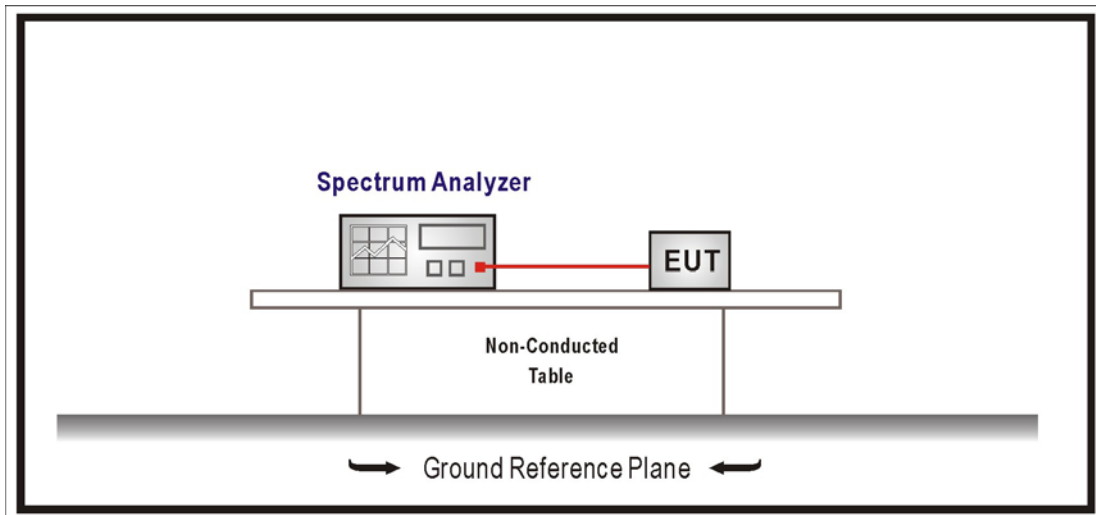 Spectrum Analyzer
EUT
Non-Conducted
Table
Ground Reference Plane